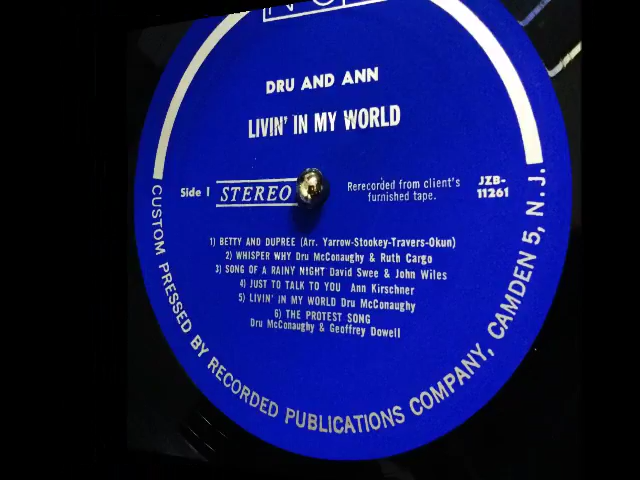 DRU AND ANN
LIVIN' IN MY WORLD
Side 1 STEREO
Rerecorded from client's
furnished tape.
JZB-
11261
1) BETTY AND DUPREE (Arr. Yarrow-Stookey-Travers-Okun)
2) WHISPER WHY Dru McConaughy & Ruth Cargo
3) SONG OF A RAINY NIGHT David Swee & John Wiles
4) JUST TO TALK TO YOU Ann Kirschner
5) LIVIN' IN MY WORLD Dru McConaughy
6) THE PROTEST SONG
Dru McConaughy & Geoffrey Dowell
CUSTOM PRESSED BY RECORDED PUBLICATIONS COMPANY, CAMDEN 5, N. J.